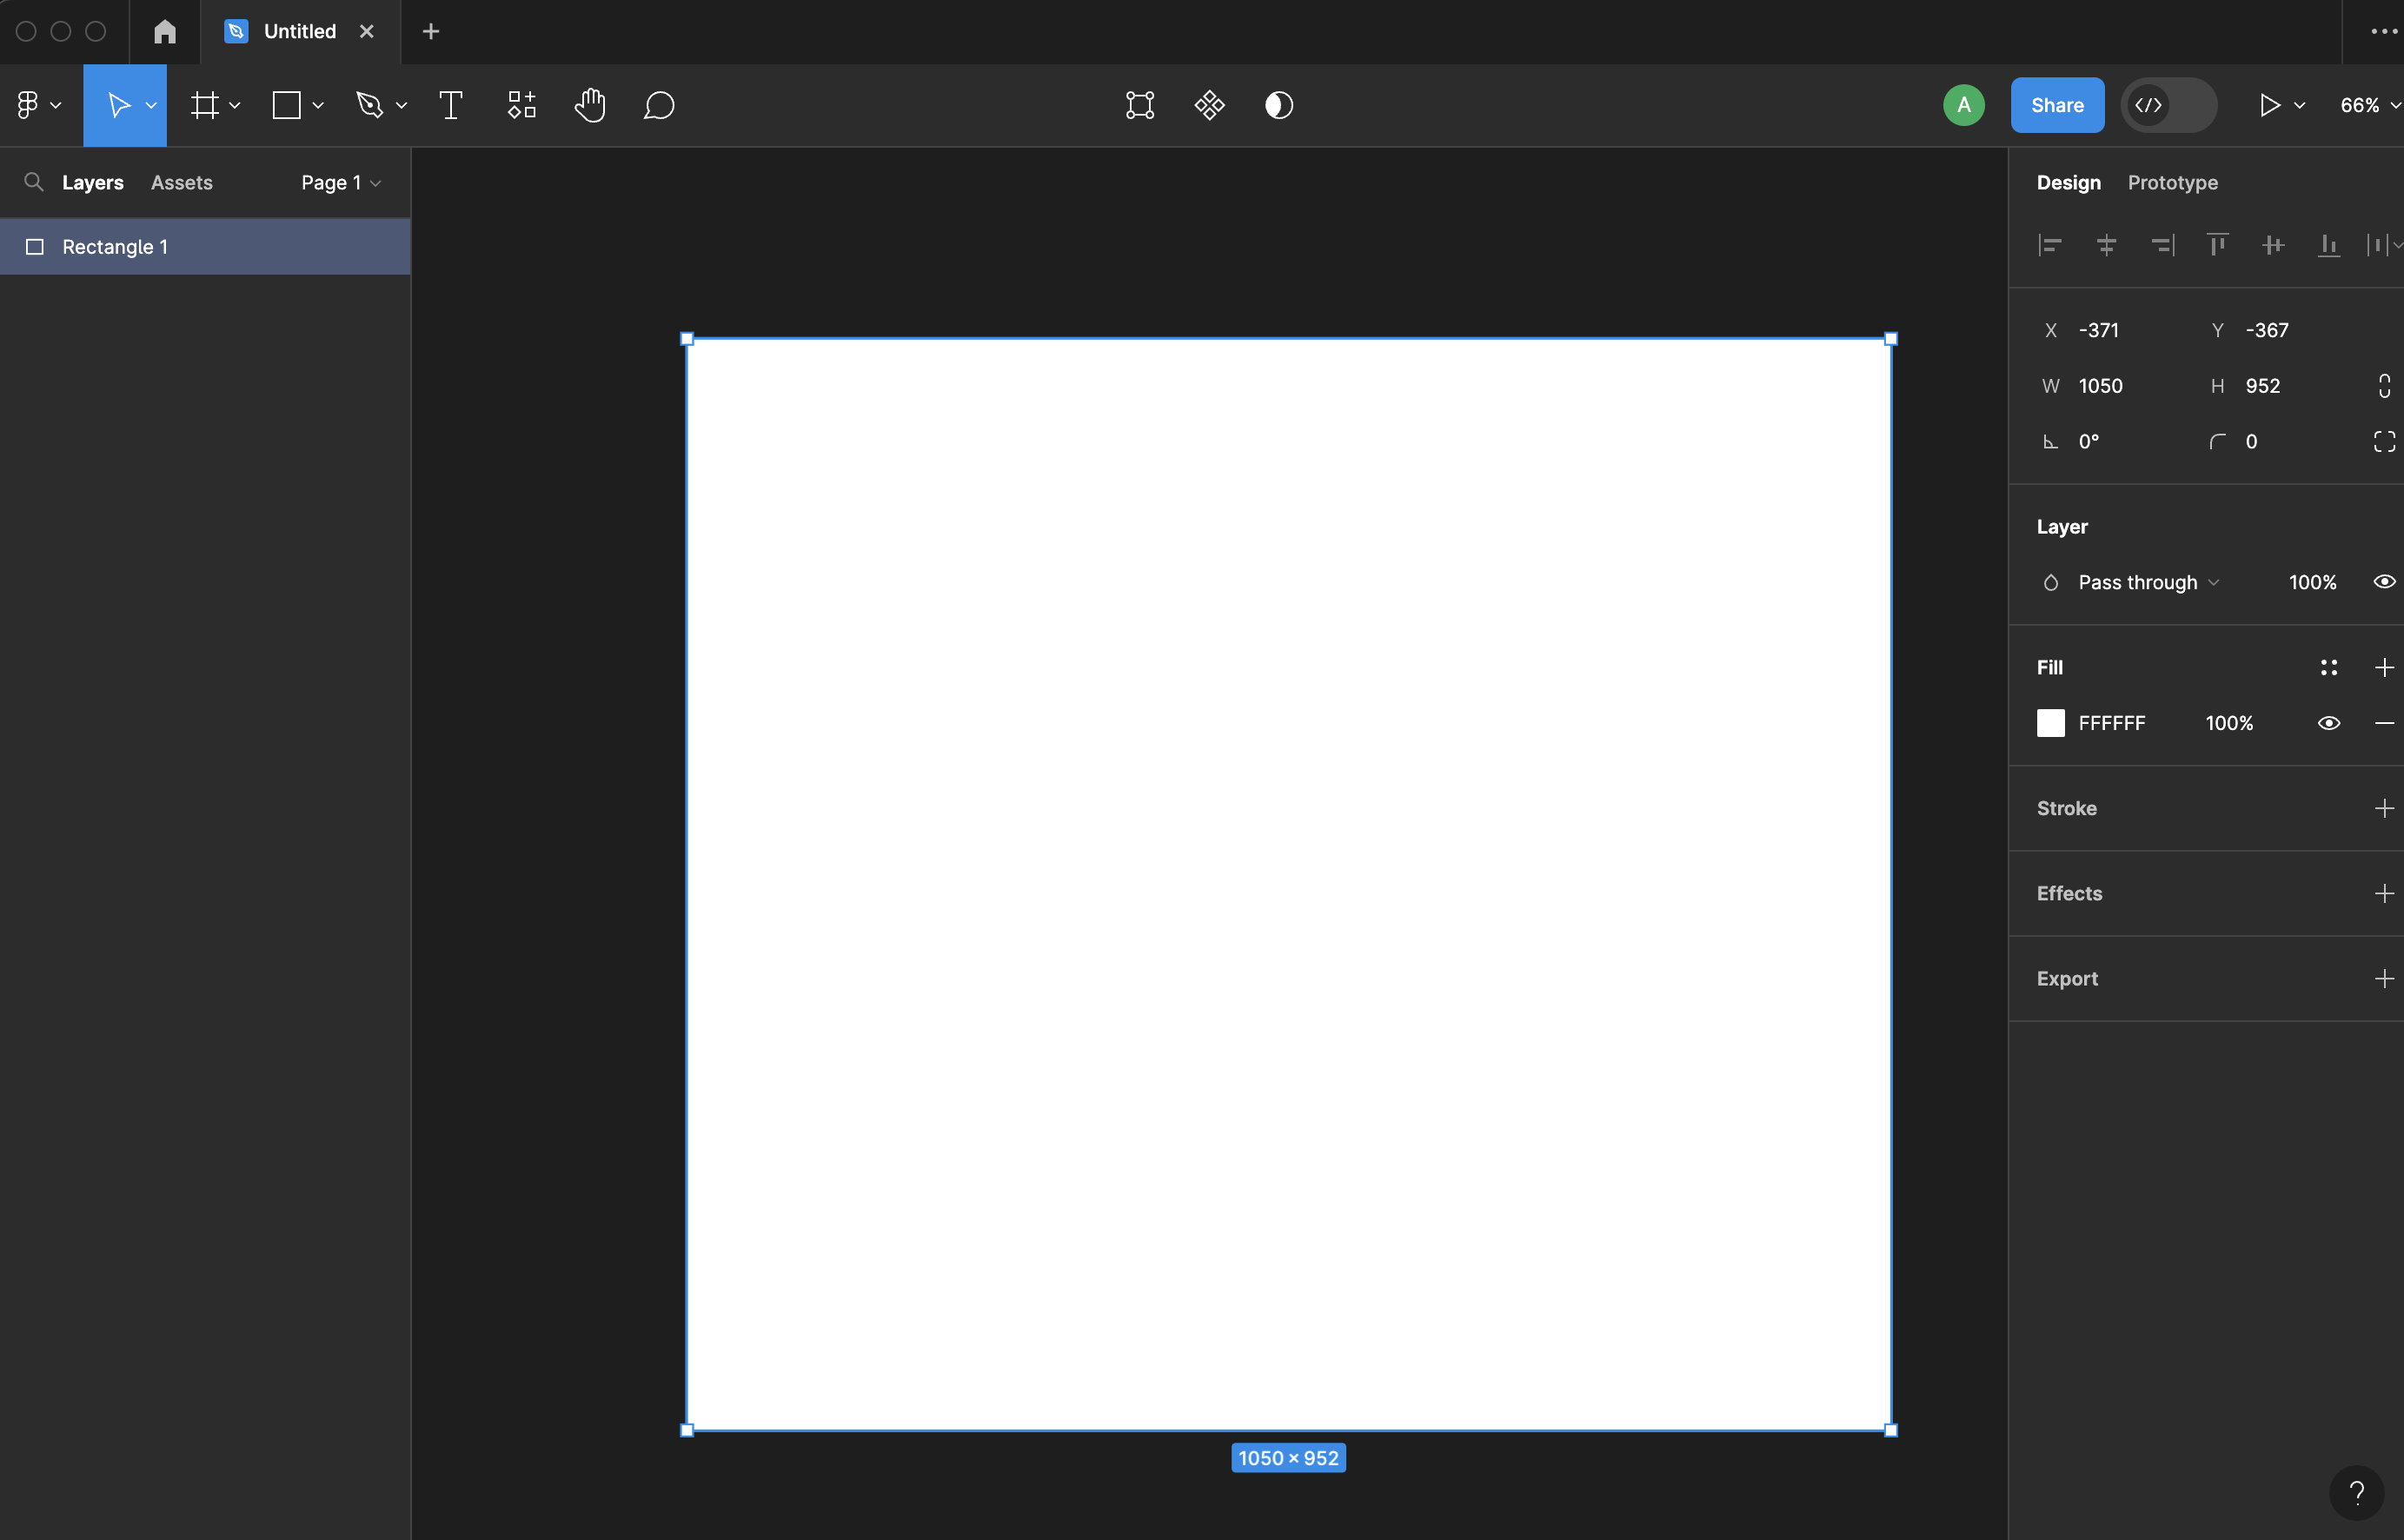 Untitled
A
Share
66%
Layers Assets Page 1
Design Prototype
Rectangle 1
X -371 Y -367
W 1050 H 952
0° 0
Layer
Pass through 100%
Fill
FFFFFF 100%
Stroke
Effects
Export
1050 × 952
?